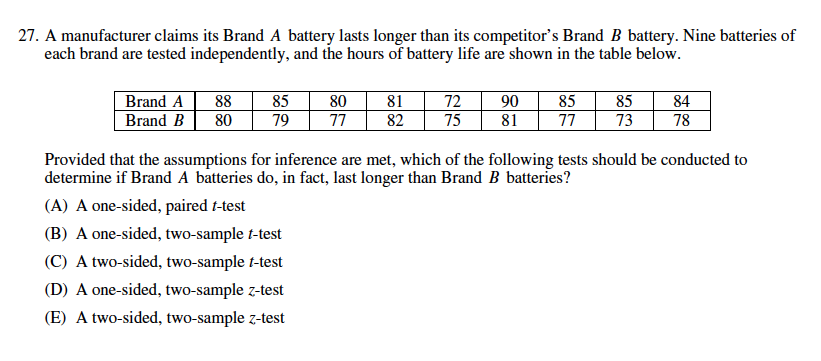 27. A manufacturer claims its Brand A battery lasts longer than its competitor's Brand B battery. Nine batteries of
each brand are tested independently, and the hours of battery life are shown in the table below.
Brand A 88 85 80 81 72 90 85 85 84
Brand B 80 79 77 82 75 81 77 73 78
Provided that the assumptions for inference are met, which of the following tests should be conducted to
determine if Brand A batteries do, in fact, last longer than Brand B batteries?
(A) A one-sided, paired t-test
(B) A one-sided, two-sample t-test
(C) A two-sided, two-sample t-test
(D) A one-sided, two-sample z-test
(E) A two-sided, two-sample z-test